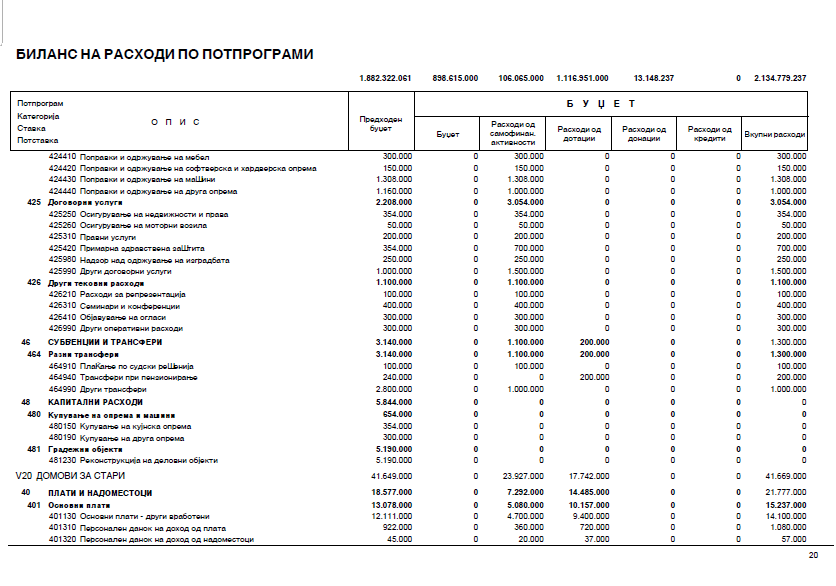 БИЛАНС НА РАСХОДИ ПО ПОТПРОГРАМИ
1.882.322.061 898.615.000 106.065.000 1.116.951.000 13.148.237 0 2.134.779.237
Потпрограм
Категорија
Ставка
Потставка
О П И С
Предходен буџет
Б У Џ Е Т
Буџет
Расходи од самофинан. активности
Расходи од дотации
Расходи од донации
Расходи од кредити
Вкупни расходи
424410 Поправки и одржување на мебел 300.000 0 300.000 0 0 0 300.000
424420 Поправки и одржување на софтверска и хардверска опрема 150.000 0 150.000 0 0 0 150.000
424430 Поправки и одржување на маШини 1.308.000 0 1.308.000 0 0 0 1.308.000
424440 Поправки и одржување на друга опрема 1.160.000 0 1.000.000 0 0 0 1.000.000
425 Договорни услуги 2.208.000 0 3.054.000 0 0 0 3.054.000
425250 Осигурување на недвижности и права 354.000 0 354.000 0 0 0 354.000
425260 Осигурување на моторни возила 50.000 0 50.000 0 0 0 50.000
425310 Правни услуги 200.000 0 200.000 0 0 0 200.000
425420 Примарна здравствена заШтита 354.000 0 700.000 0 0 0 700.000
425980 Надзор над одржување на изградбата 250.000 0 250.000 0 0 0 250.000
425990 Други договорни услуги 1.000.000 0 1.500.000 0 0 0 1.500.000
426 Други тековни расходи 1.100.000 0 1.100.000 0 0 0 1.100.000
426210 Расходи за репрезентација 100.000 0 100.000 0 0 0 100.000
426310 Семинари и конференции 400.000 0 400.000 0 0 0 400.000
426410 Објавување на огласи 300.000 0 300.000 0 0 0 300.000
426990 Други оперативни расходи 300.000 0 300.000 0 0 0 300.000
46 СУБВЕНЦИИ И ТРАНСФЕРИ 3.140.000 0 1.100.000 200.000 0 0 1.300.000
464 Разни трансфери 3.140.000 0 1.100.000 200.000 0 0 1.300.000
464910 ПлаЌање по судски реШенија 100.000 0 100.000 0 0 0 100.000
464940 Трансфери при пензионирање 240.000 0 0 200.000 0 0 200.000
464990 Други трансфери 2.800.000 0 1.000.000 0 0 0 1.000.000
48 КАПИТАЛНИ РАСХОДИ 5.844.000 0 0 0 0 0 0
480 Купување на опрема и машини 654.000 0 0 0 0 0 0
480150 Купување на кујнска опрема 354.000 0 0 0 0 0 0
480190 Купување на друга опрема 300.000 0 0 0 0 0 0
481 Градежни објекти 5.190.000 0 0 0 0 0 0
481230 Реконструкција на деловни објекти 5.190.000 0 0 0 0 0 0
V20 ДОМОВИ ЗА СТАРИ 41.649.000 0 23.927.000 17.742.000 0 0 41.669.000
40 ПЛАТИ И НАДОМЕСТОЦИ 18.577.000 0 7.292.000 14.485.000 0 0 21.777.000
401 Основни плати 13.078.000 0 5.080.000 10.157.000 0 0 15.237.000
401130 Основни плати - други вработени 12.111.000 0 4.700.000 9.400.000 0 0 14.100.000
401310 Персонален данок на доход од плата 922.000 0 360.000 720.000 0 0 1.080.000
401320 Персонален данок на доход од надоместоци 45.000 0 20.000 37.000 0 0 57.000
20